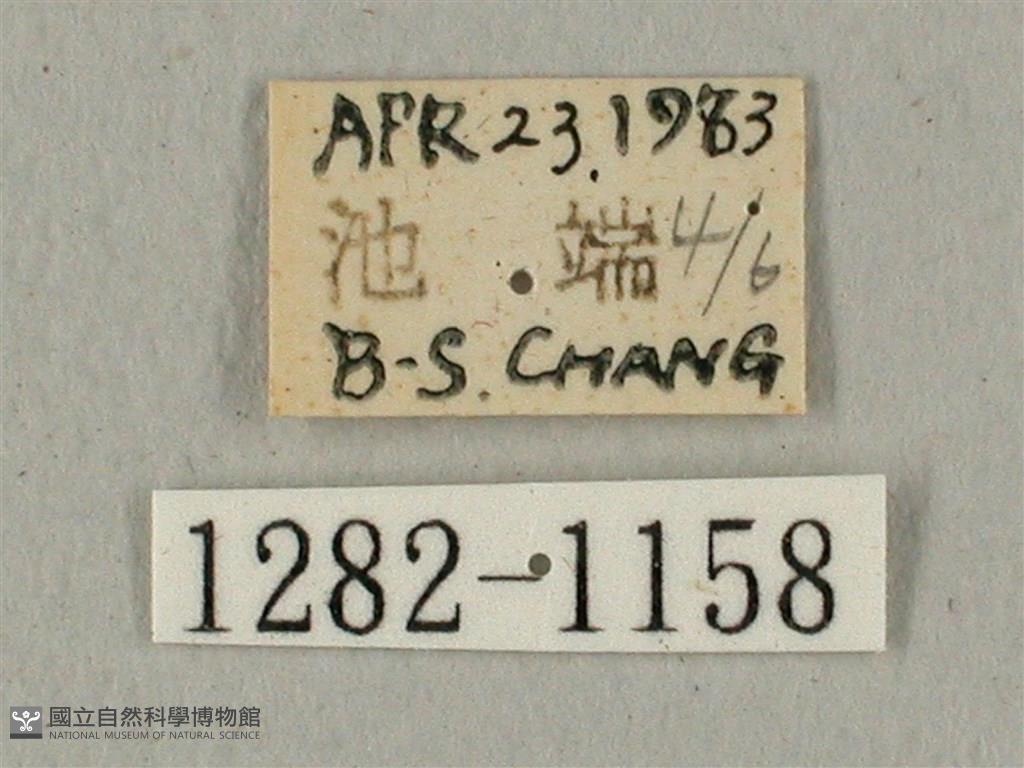 APR 23. 1983
池 端 4/6
B-S. CHANG
1282-1158
國立自然科學博物館
NATIONAL MUSEUM OF NATURAL SCIENCE